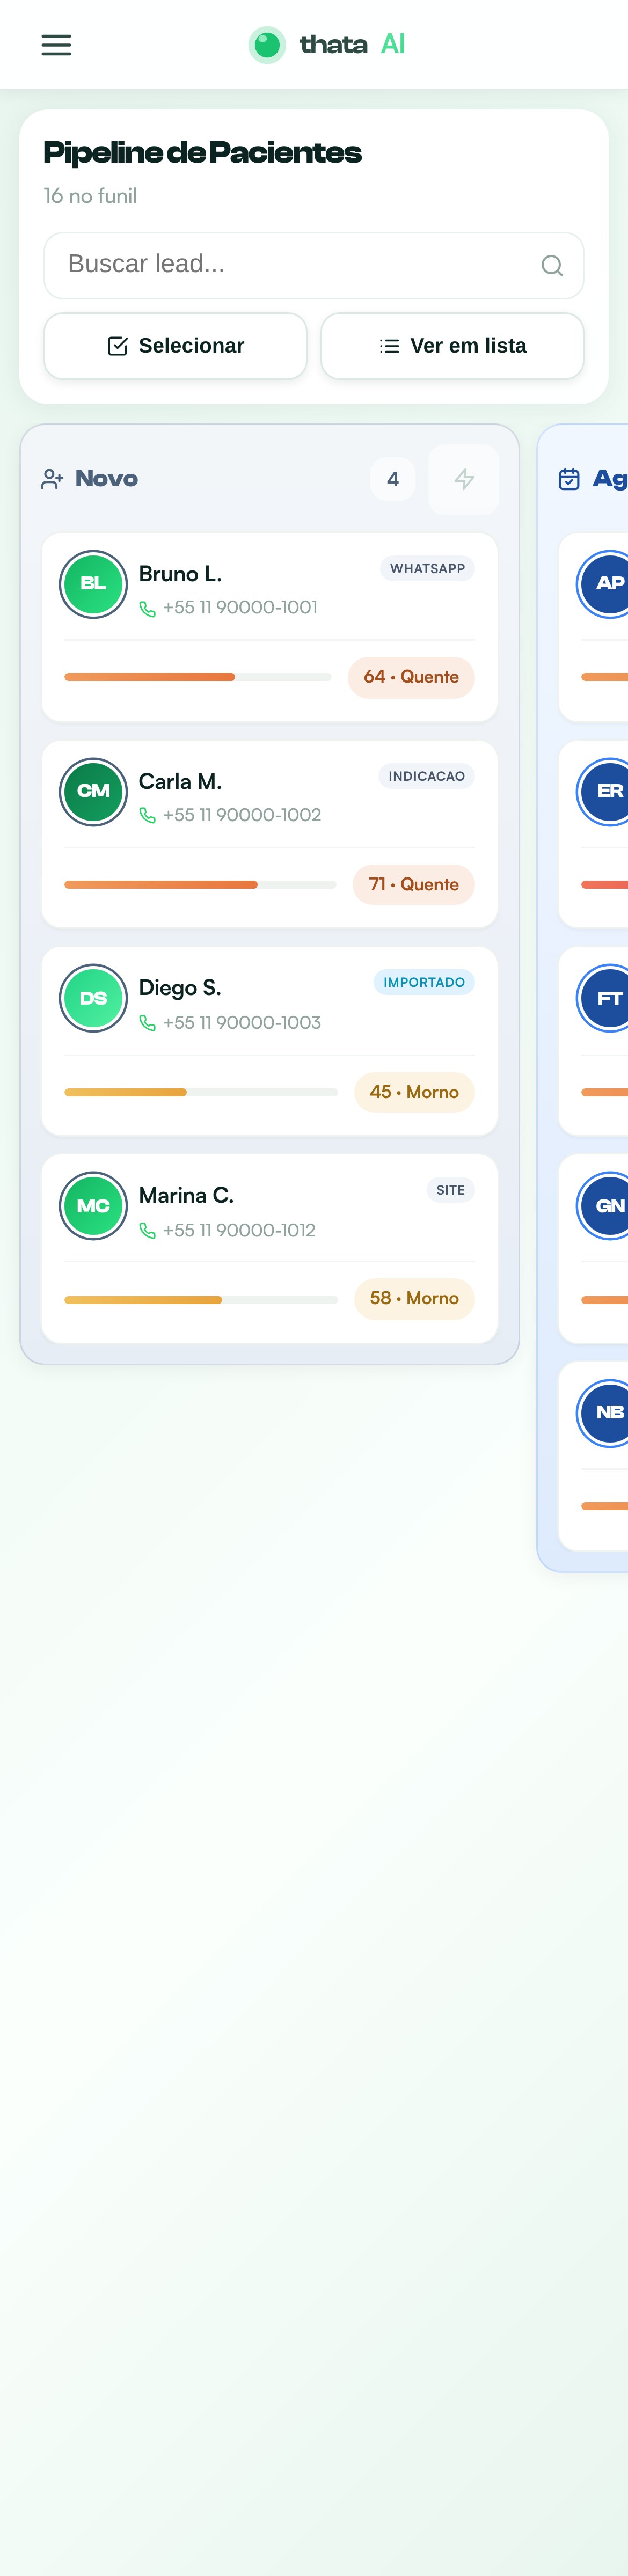 thata AI
Pipeline de Pacientes
16 no funil
Buscar lead...
Selecionar
Ver em lista
Novo
4
BL
Bruno L.
WHATSAPP
+55 11 90000-1001
64 · Quente
CM
Carla M.
INDICACAO
+55 11 90000-1002
71 · Quente
DS
Diego S.
IMPORTADO
+55 11 90000-1003
45 · Morno
MC
Marina C.
SITE
+55 11 90000-1012
58 · Morno
Ag
AP
ER
FT
GN
NB